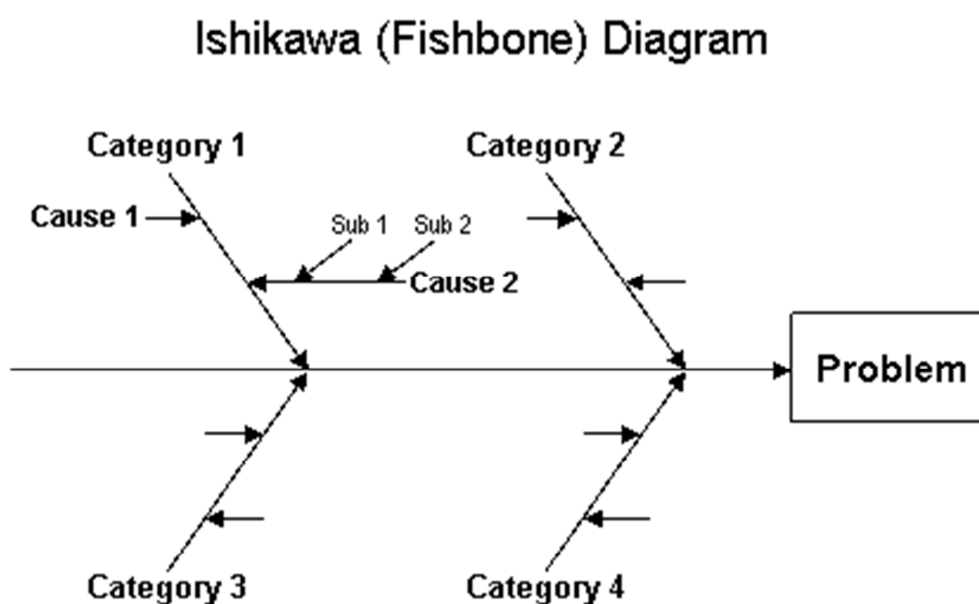 Ishikawa (Fishbone) Diagram
Category 1
Category 2
Cause 1
Sub 1
Sub 2
Cause 2
Problem
Category 3
Category 4